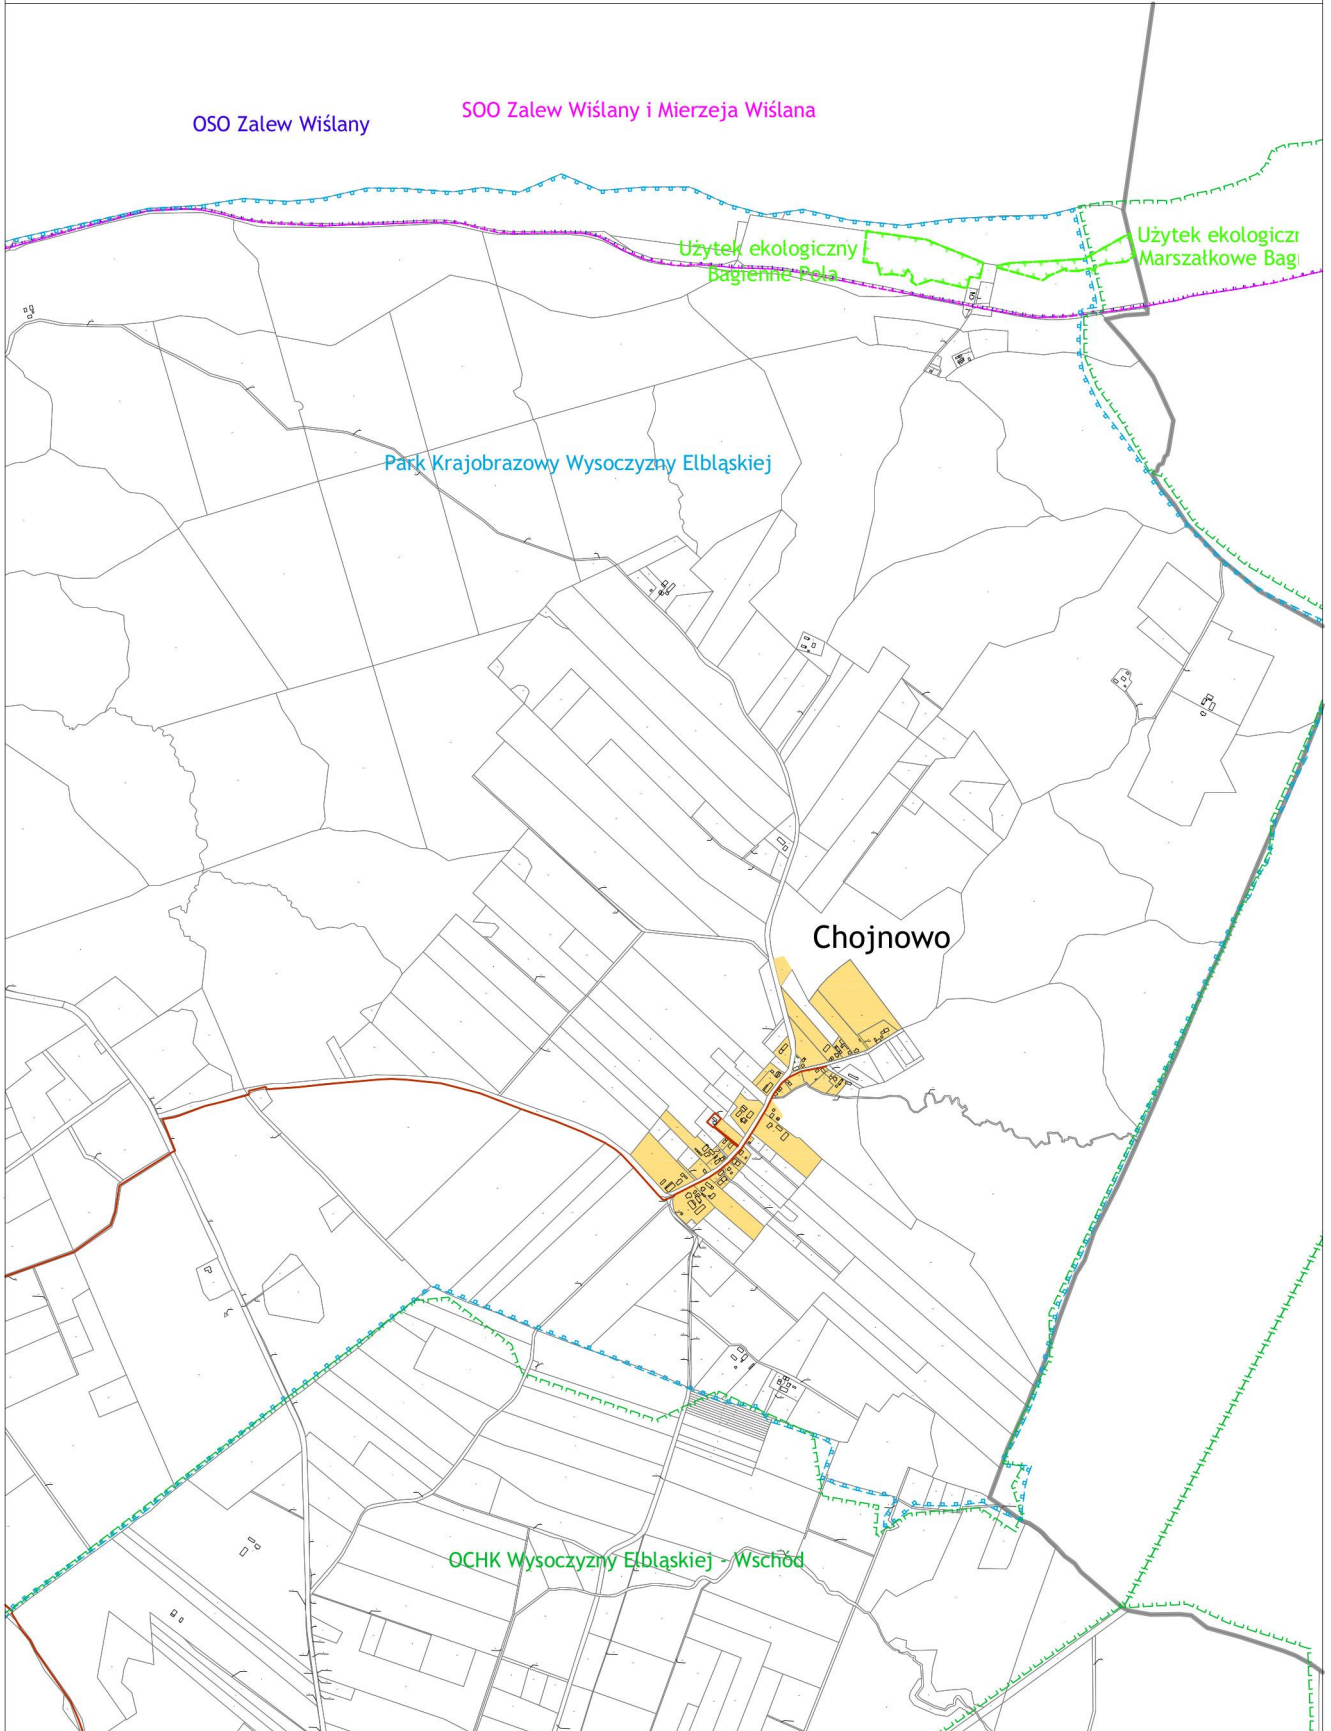 SOO Zalew Wiślany i Mierzeja Wiślana
OSO Zalew Wiślany
Użytek ekologiczny
Bagienne Pola
Użytek ekologiczn
Marszałkowe Bag
Park Krajobrazowy Wysoczyzny Elbląskiej
Chojnowo
OCHK Wysoczyzny Elbląskiej - Wschód